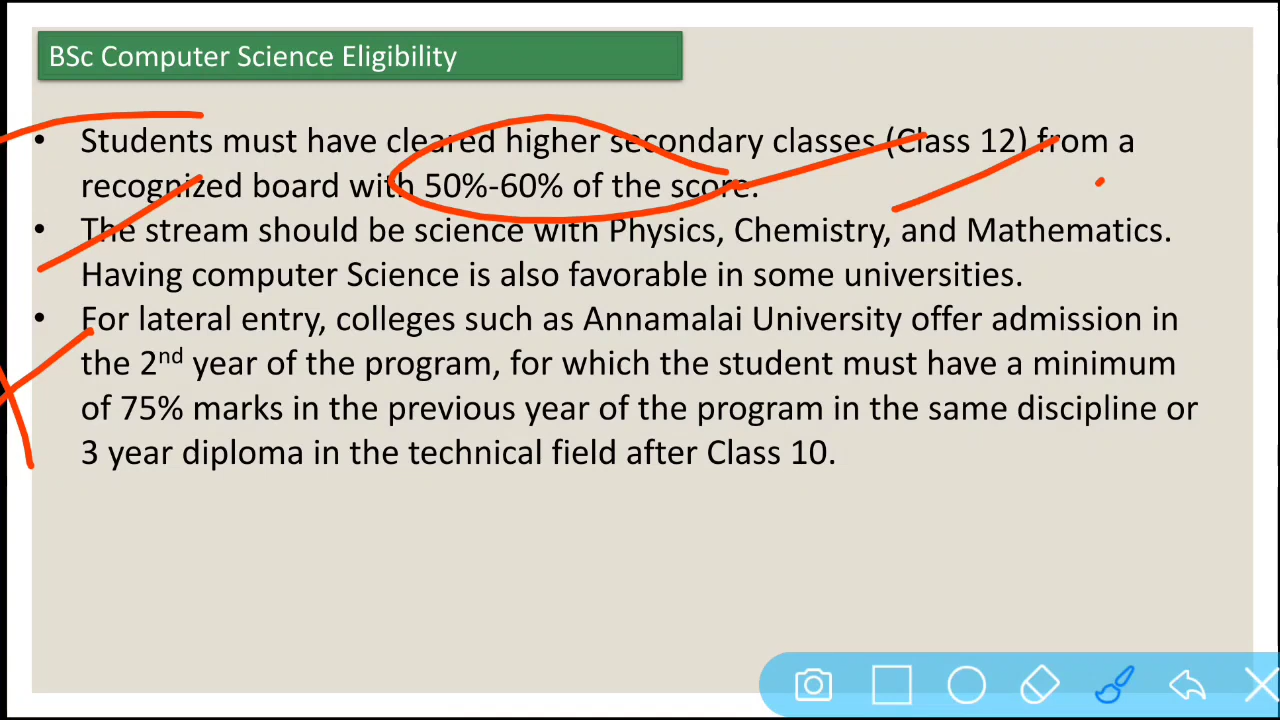 BSc Computer Science Eligibility
• Students must have cleared higher secondary classes (Class 12) from a
recognized board with 50%-60% of the score.
• The stream should be science with Physics, Chemistry, and Mathematics.
Having computer Science is also favorable in some universities.
• For lateral entry, colleges such as Annamalai University offer admission in
the 2nd year of the program, for which the student must have a minimum
of 75% marks in the previous year of the program in the same discipline or
3 year diploma in the technical field after Class 10.